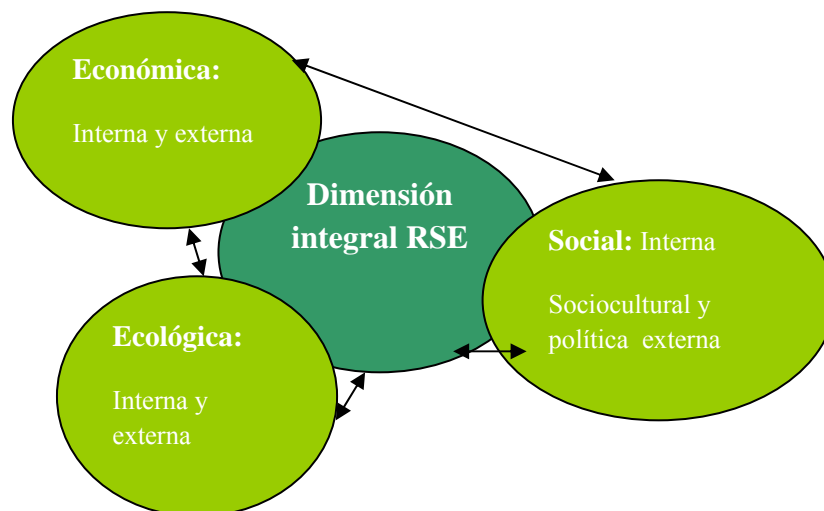 Económica:
Interna y externa
Dimensión
integral RSE
Social: Interna
Sociocultural y
política externa
Ecológica:
Interna y
externa